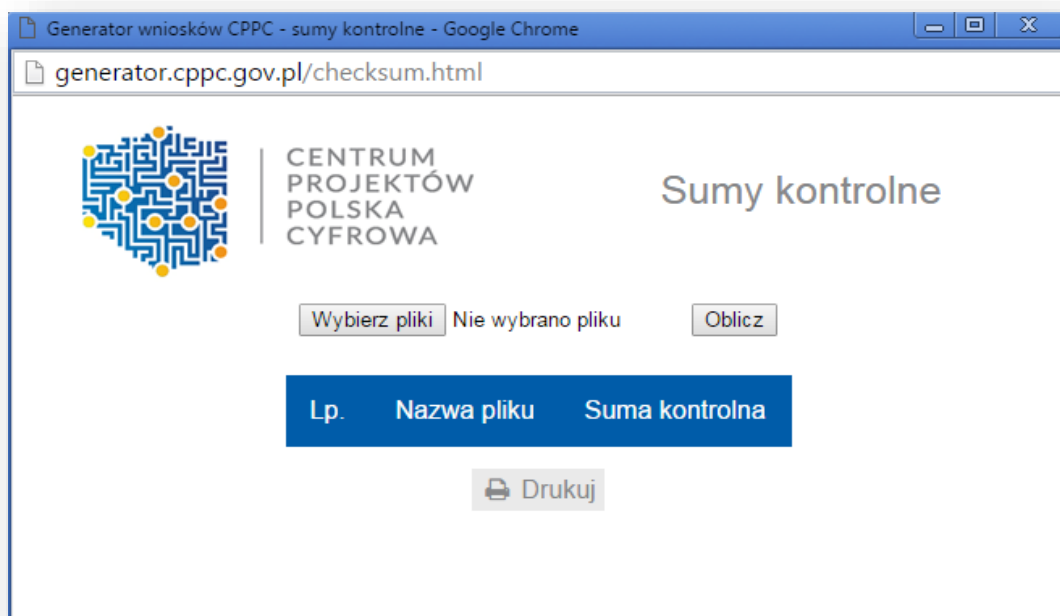 Generator wniosków CPPC - sumy kontrolne - Google Chrome
generator.cppc.gov.pl/checksum.html
CENTRUM
PROJEKTÓW
POLSKA
CYFROWA
Sumy kontrolne
Wybierz pliki Nie wybrano pliku Oblicz
Lp. Nazwa pliku Suma kontrolna
Drukuj